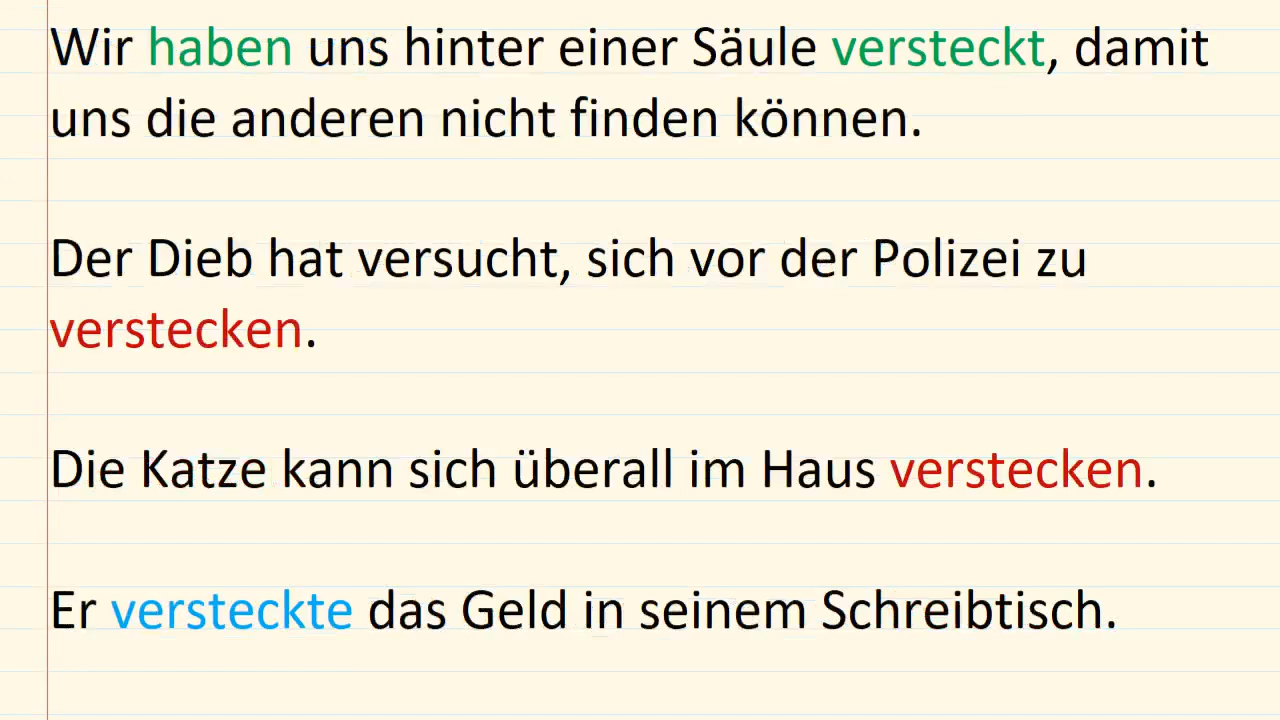 Wir haben uns hinter einer Säule versteckt, damit
uns die anderen nicht finden können.
Der Dieb hat versucht, sich vor der Polizei zu
verstecken.
Die Katze kann sich überall im Haus verstecken.
Er versteckte das Geld in seinem Schreibtisch.